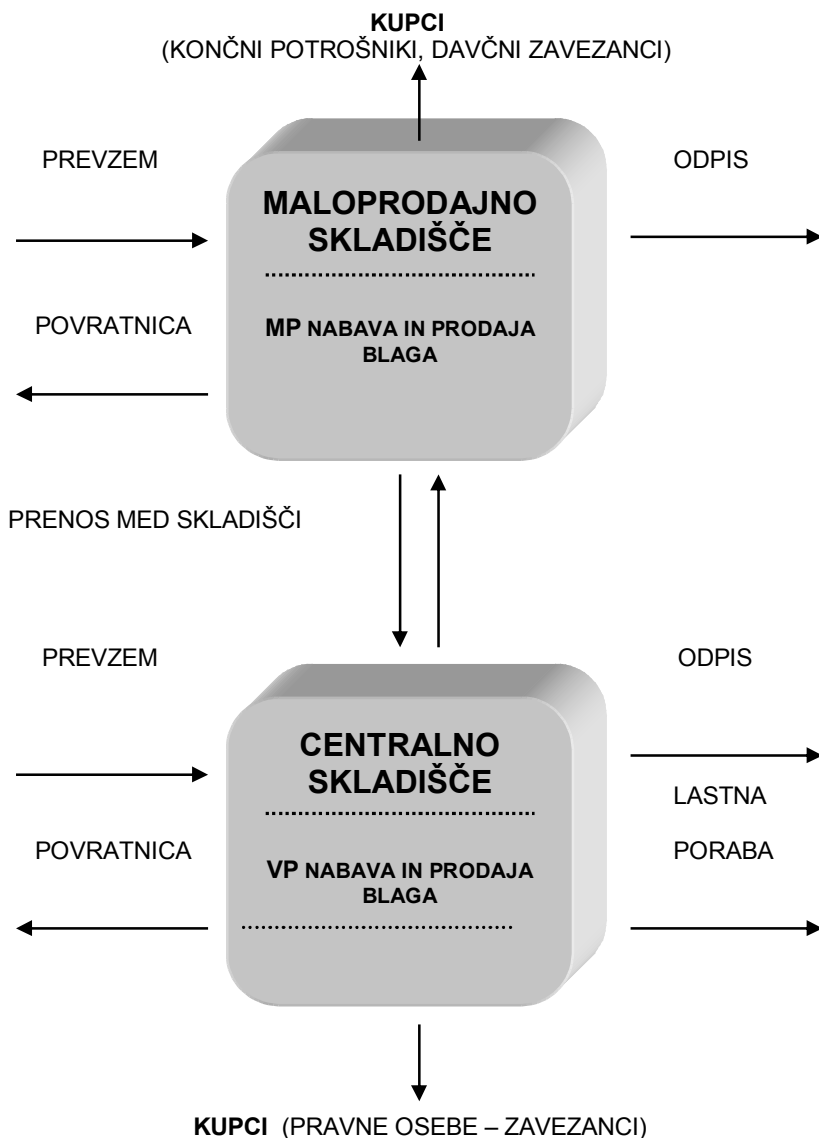 KUPCI
(KONČNI POTROŠNIKI, DAVČNI ZAVEZANCI)
PREVZEM
ODPIS
MALOPRODAJNO
SKLADIŠČE
POVRATNICA
MP NABAVA IN PRODAJA
BLAGA
PRENOS MED SKLADIŠČI
PREVZEM
ODPIS
CENTRALNO
SKLADIŠČE
LASTNA
POVRATNICA
PORABA
VP NABAVA IN PRODAJA
BLAGA
KUPCI (PRAVNE OSEBE – ZAVEZANCI)